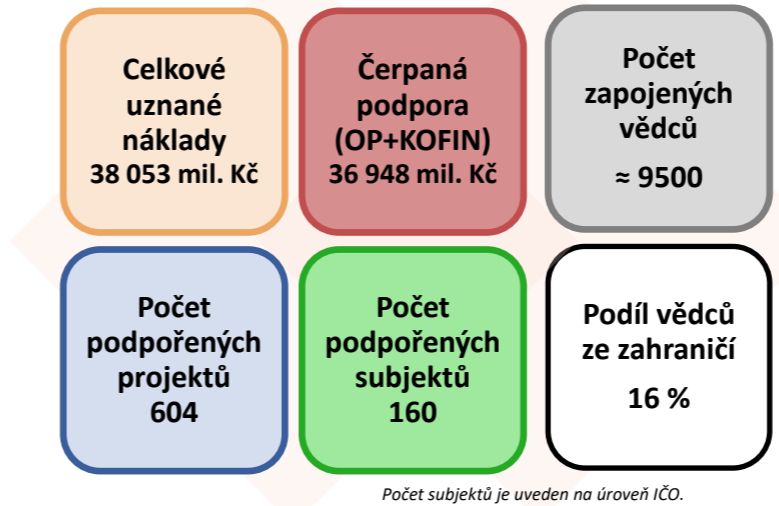 Celkové
uznané
náklady
38 053 mil. Kč
Čerpaná
podpora
(OP+KOFIN)
36 948 mil. Kč
Počet
zapojených
vědců
≈ 9500
Počet
podpořených
projektů
604
Počet
podpořených
subjektů
160
Podíl vědců
ze zahraničí
16 %
Počet subjektů je uveden na úroveň IČO.